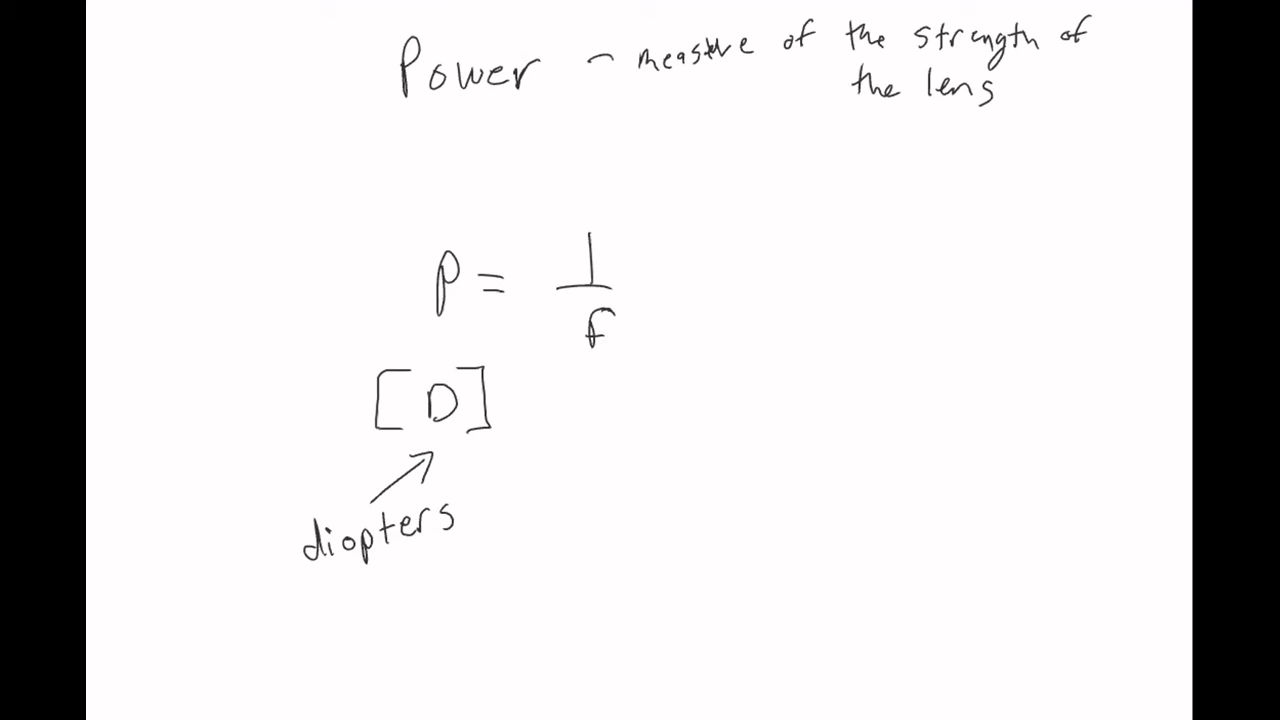 Power - measure of the strength of
the lens
P = 1
f
[D]
diopters